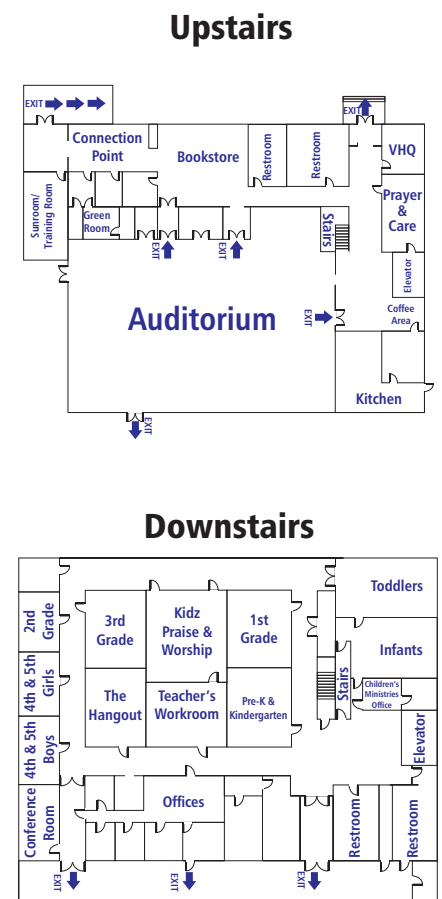 Upstairs
EXIT
EXIT
Connection
Point
Bookstore
Restroom
Restroom
VHQ
Sunroom/
Training Room
Green
Room
Prayer
&
Care
Stairs
EXIT
EXIT
Elevator
Auditorium
EXIT
Coffee
Area
Kitchen
EXIT
Downstairs
Toddlers
2nd
Grade
3rd
Grade
Kidz
Praise &
Worship
1st
Grade
Infants
4th & 5th
Girls
The
Hangout
Teacher's
Workroom
Pre-K &
Kindergarten
Stairs
Children's
Ministries
Office
4th & 5th
Boys
Elevator
Conference
Room
Offices
Restroom
Restroom
EXIT
EXIT
EXIT